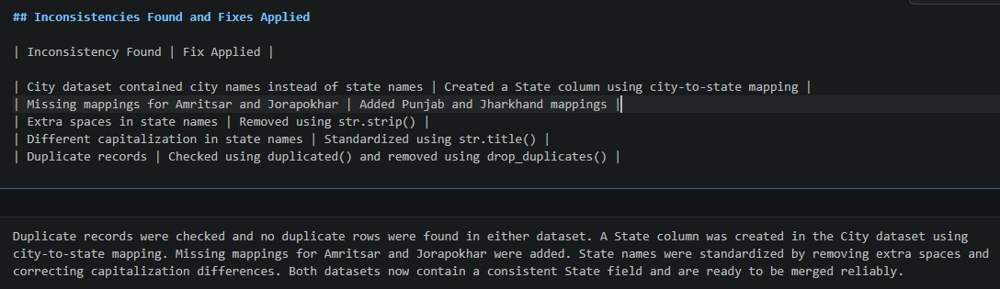 ## Inconsistencies Found and Fixes Applied
| Inconsistency Found | Fix Applied |
| City dataset contained city names instead of state names | Created a State column using city-to-state mapping |
| Missing mappings for Amritsar and Jorapokhar | Added Punjab and Jharkhand mappings |
| Extra spaces in state names | Removed using str.strip() |
| Different capitalization in state names | Standardized using str.title() |
| Duplicate records | Checked using duplicated() and removed using drop_duplicates() |
Duplicate records were checked and no duplicate rows were found in either dataset. A State column was created in the City dataset using
city-to-state mapping. Missing mappings for Amritsar and Jorapokhar were added. State names were standardized by removing extra spaces and
correcting capitalization differences. Both datasets now contain a consistent State field and are ready to be merged reliably.